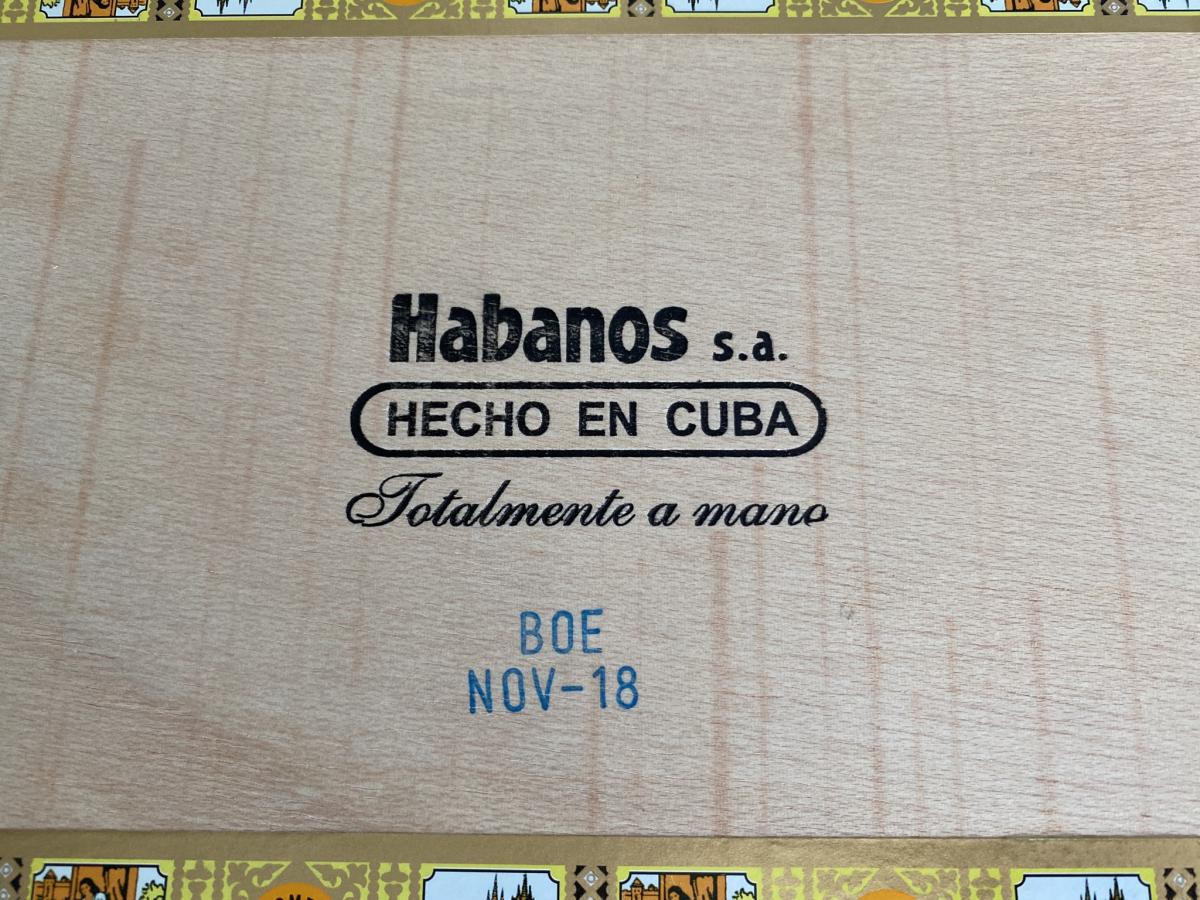 Habanos s.a.
HECHO EN CUBA
Totalmente a mano
BOE
NOV-18